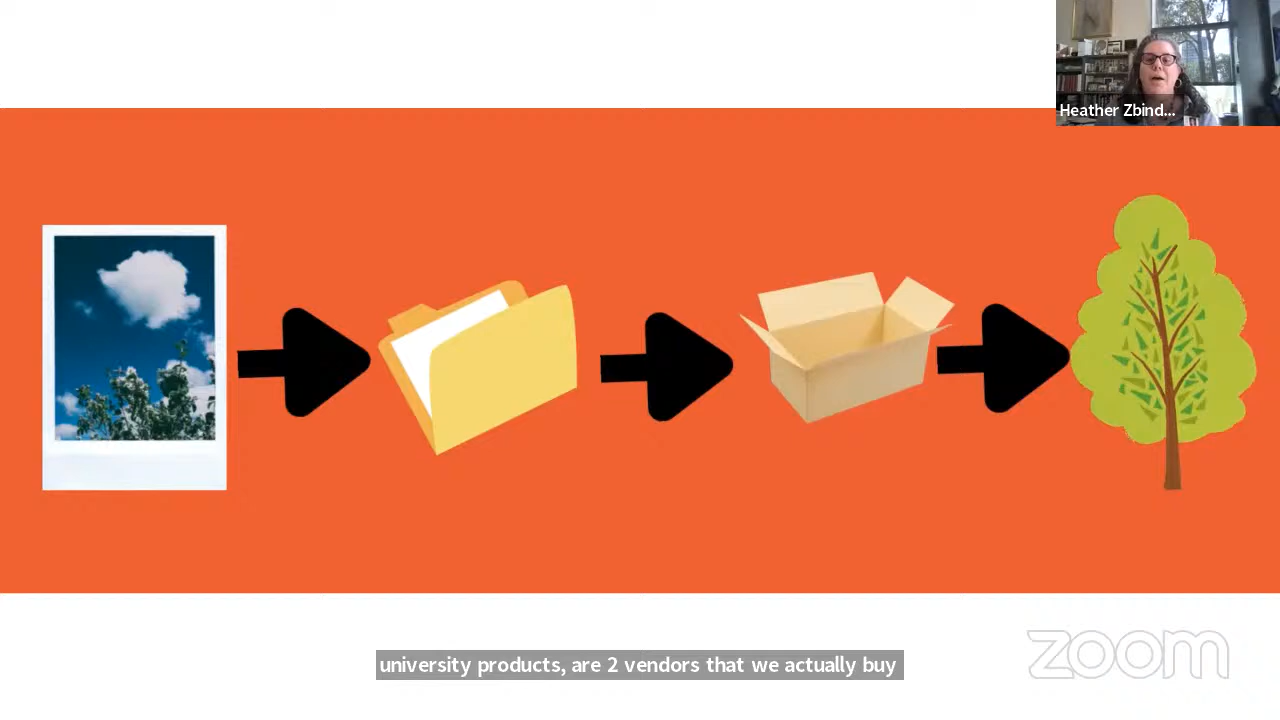 Heather Zbind...
university products, are 2 vendors that we actually buy
zoom